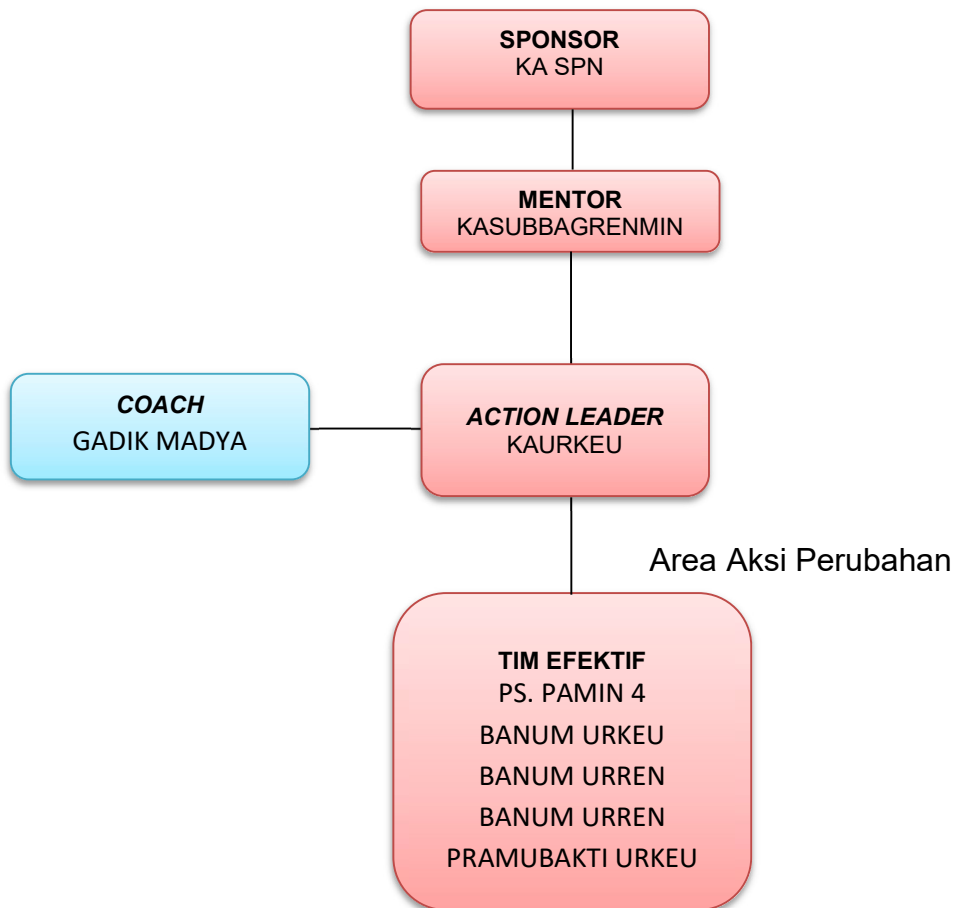 SPONSOR
KA SPN
MENTOR
KASUBBAGRENMIN
COACH
GADIK MADYA
ACTION LEADER
KAURKEU
Area Aksi Perubahan
TIM EFEKTIF
PS. PAMIN 4
BANUM URKEU
BANUM URREN
BANUM URREN
PRAMUBAKTI URKEU